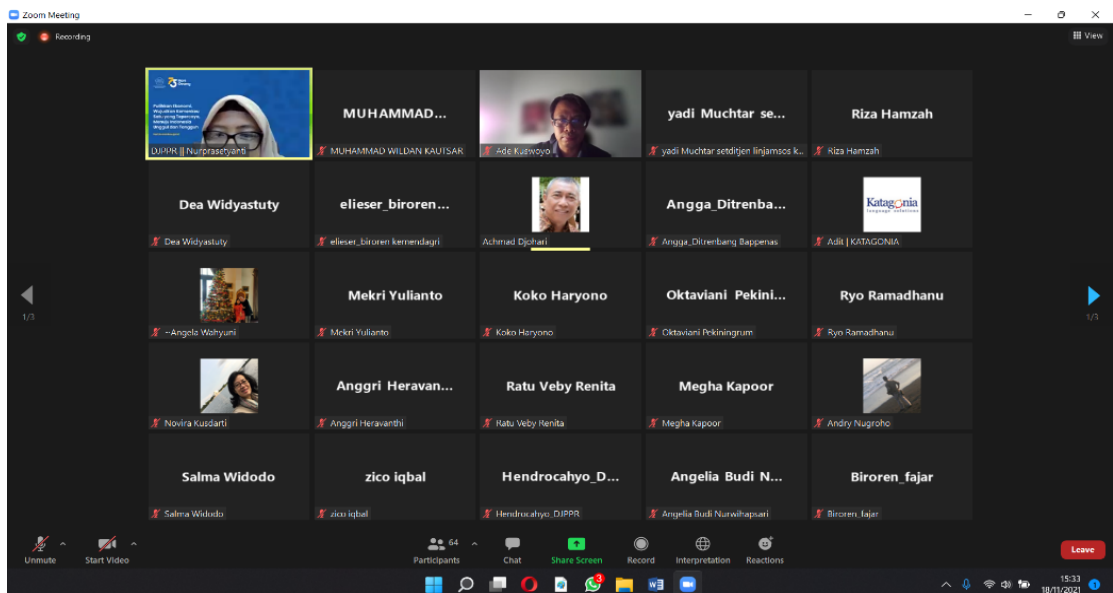 Zoom Meeting
Recording
View
DJPPR || Nurprasetyanti
MUHAMMAD...
MUHAMMAD WILDAN KAUTSAR
Ade Kuswoyo
yadi Muchtar se...
yadi Muchtar setditjen linjamsos k...
Riza Hamzah
Riza Hamzah
Dea Widyastuty
Dea Widyastuty
elieser_biroren...
elieser_biroren kemendagri
Achmad Djohari
Angga_Ditrenba...
Angga_Ditrenbang Bappenas
Katagonia
language solutions
Adit | KATAGONIA
1/3
~Angela Wahyuni
Mekri Yulianto
Mekri Yulianto
Koko Haryono
Koko Haryono
Oktaviani Pekini...
Oktaviani Pekiningrum
Ryo Ramadhanu
Ryo Ramadhanu
1/3
Novira Kusdarti
Anggri Heravan...
Anggri Heravanthi
Ratu Veby Renita
Ratu Veby Renita
Megha Kapoor
Megha Kapoor
Andry Nugroho
Salma Widodo
Salma Widodo
zico iqbal
zico iqbal
Hendrocahyo_D...
Hendrocahyo_DJPPR
Angelia Budi N...
Angelia Budi Nurwihapsari
Biroren_fajar
Biroren_fajar
Unmute
Start Video
64
Participants
Chat
Share Screen
Record
Interpretation
Reactions
Leave
3
15:33
18/11/2021
1